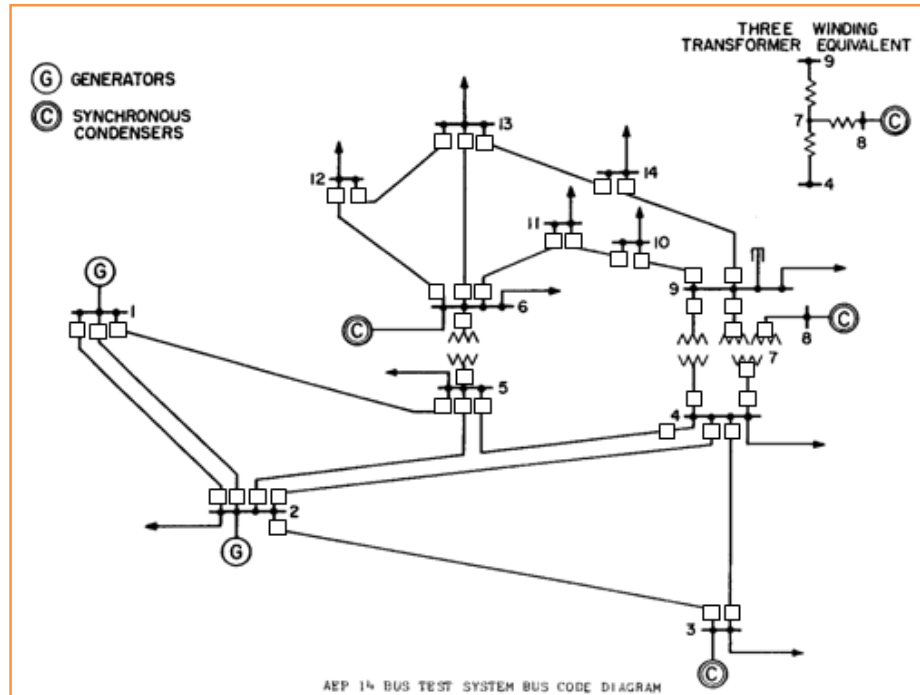 THREE WINDING
TRANSFORMER EQUIVALENT
9
7
C
8
4
G GENERATORS
C SYNCHRONOUS
CONDENSERS
13
12
14
11
10
G
1
9
6
C
8
C
7
5
4
2
G
3
C
AEP 14 BUS TEST SYSTEM BUS CODE DIAGRAM